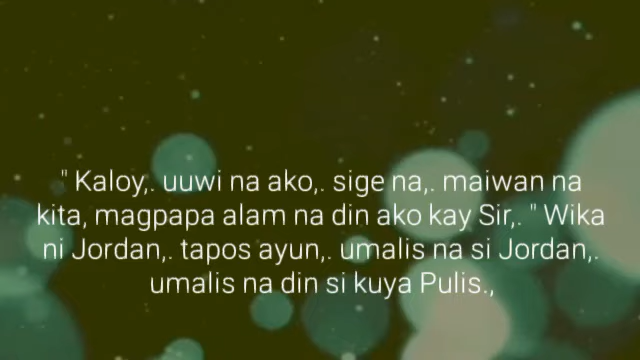 " Kaloy,. uuwi na ako,. sige na,. maiwan na
kita, magpapa alam na din ako kay Sir,. " Wika
ni Jordan,. tapos ayun,. umalis na si Jordan,.
umalis na din si kuya Pulis.,